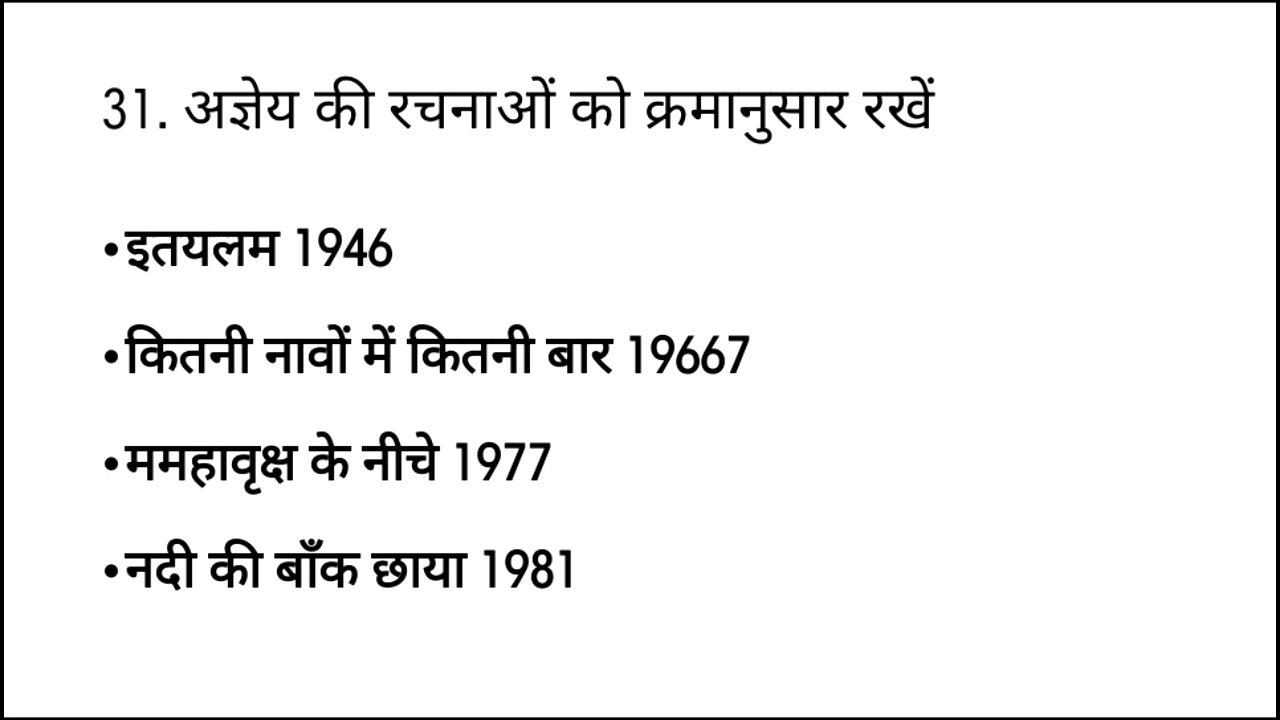 31. अज्ञेय की रचनाओं को क्रमानुसार रखें
•इतयलम 1946
•कितनी नावों में कितनी बार 19667
•ममहावृक्ष के नीचे 1977
•नदी की बाँक छाया 1981